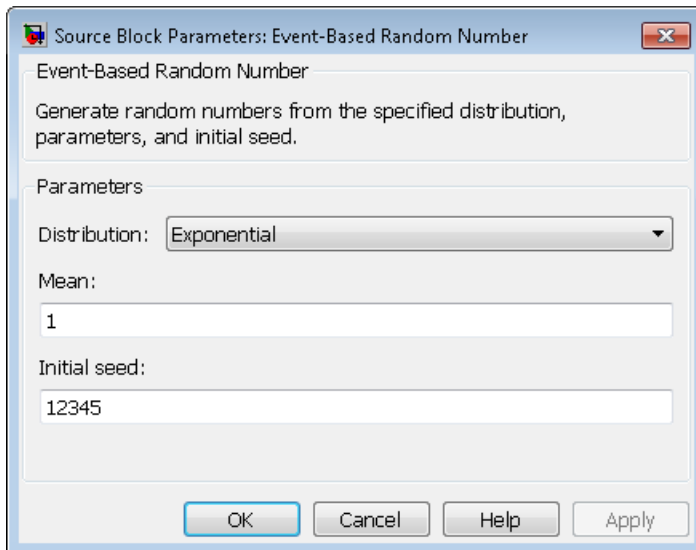 Source Block Parameters: Event-Based Random Number
Event-Based Random Number
Generate random numbers from the specified distribution,
parameters, and initial seed.
Parameters
Distribution: Exponential
Mean:
1
Initial seed:
12345
OK Cancel Help Apply